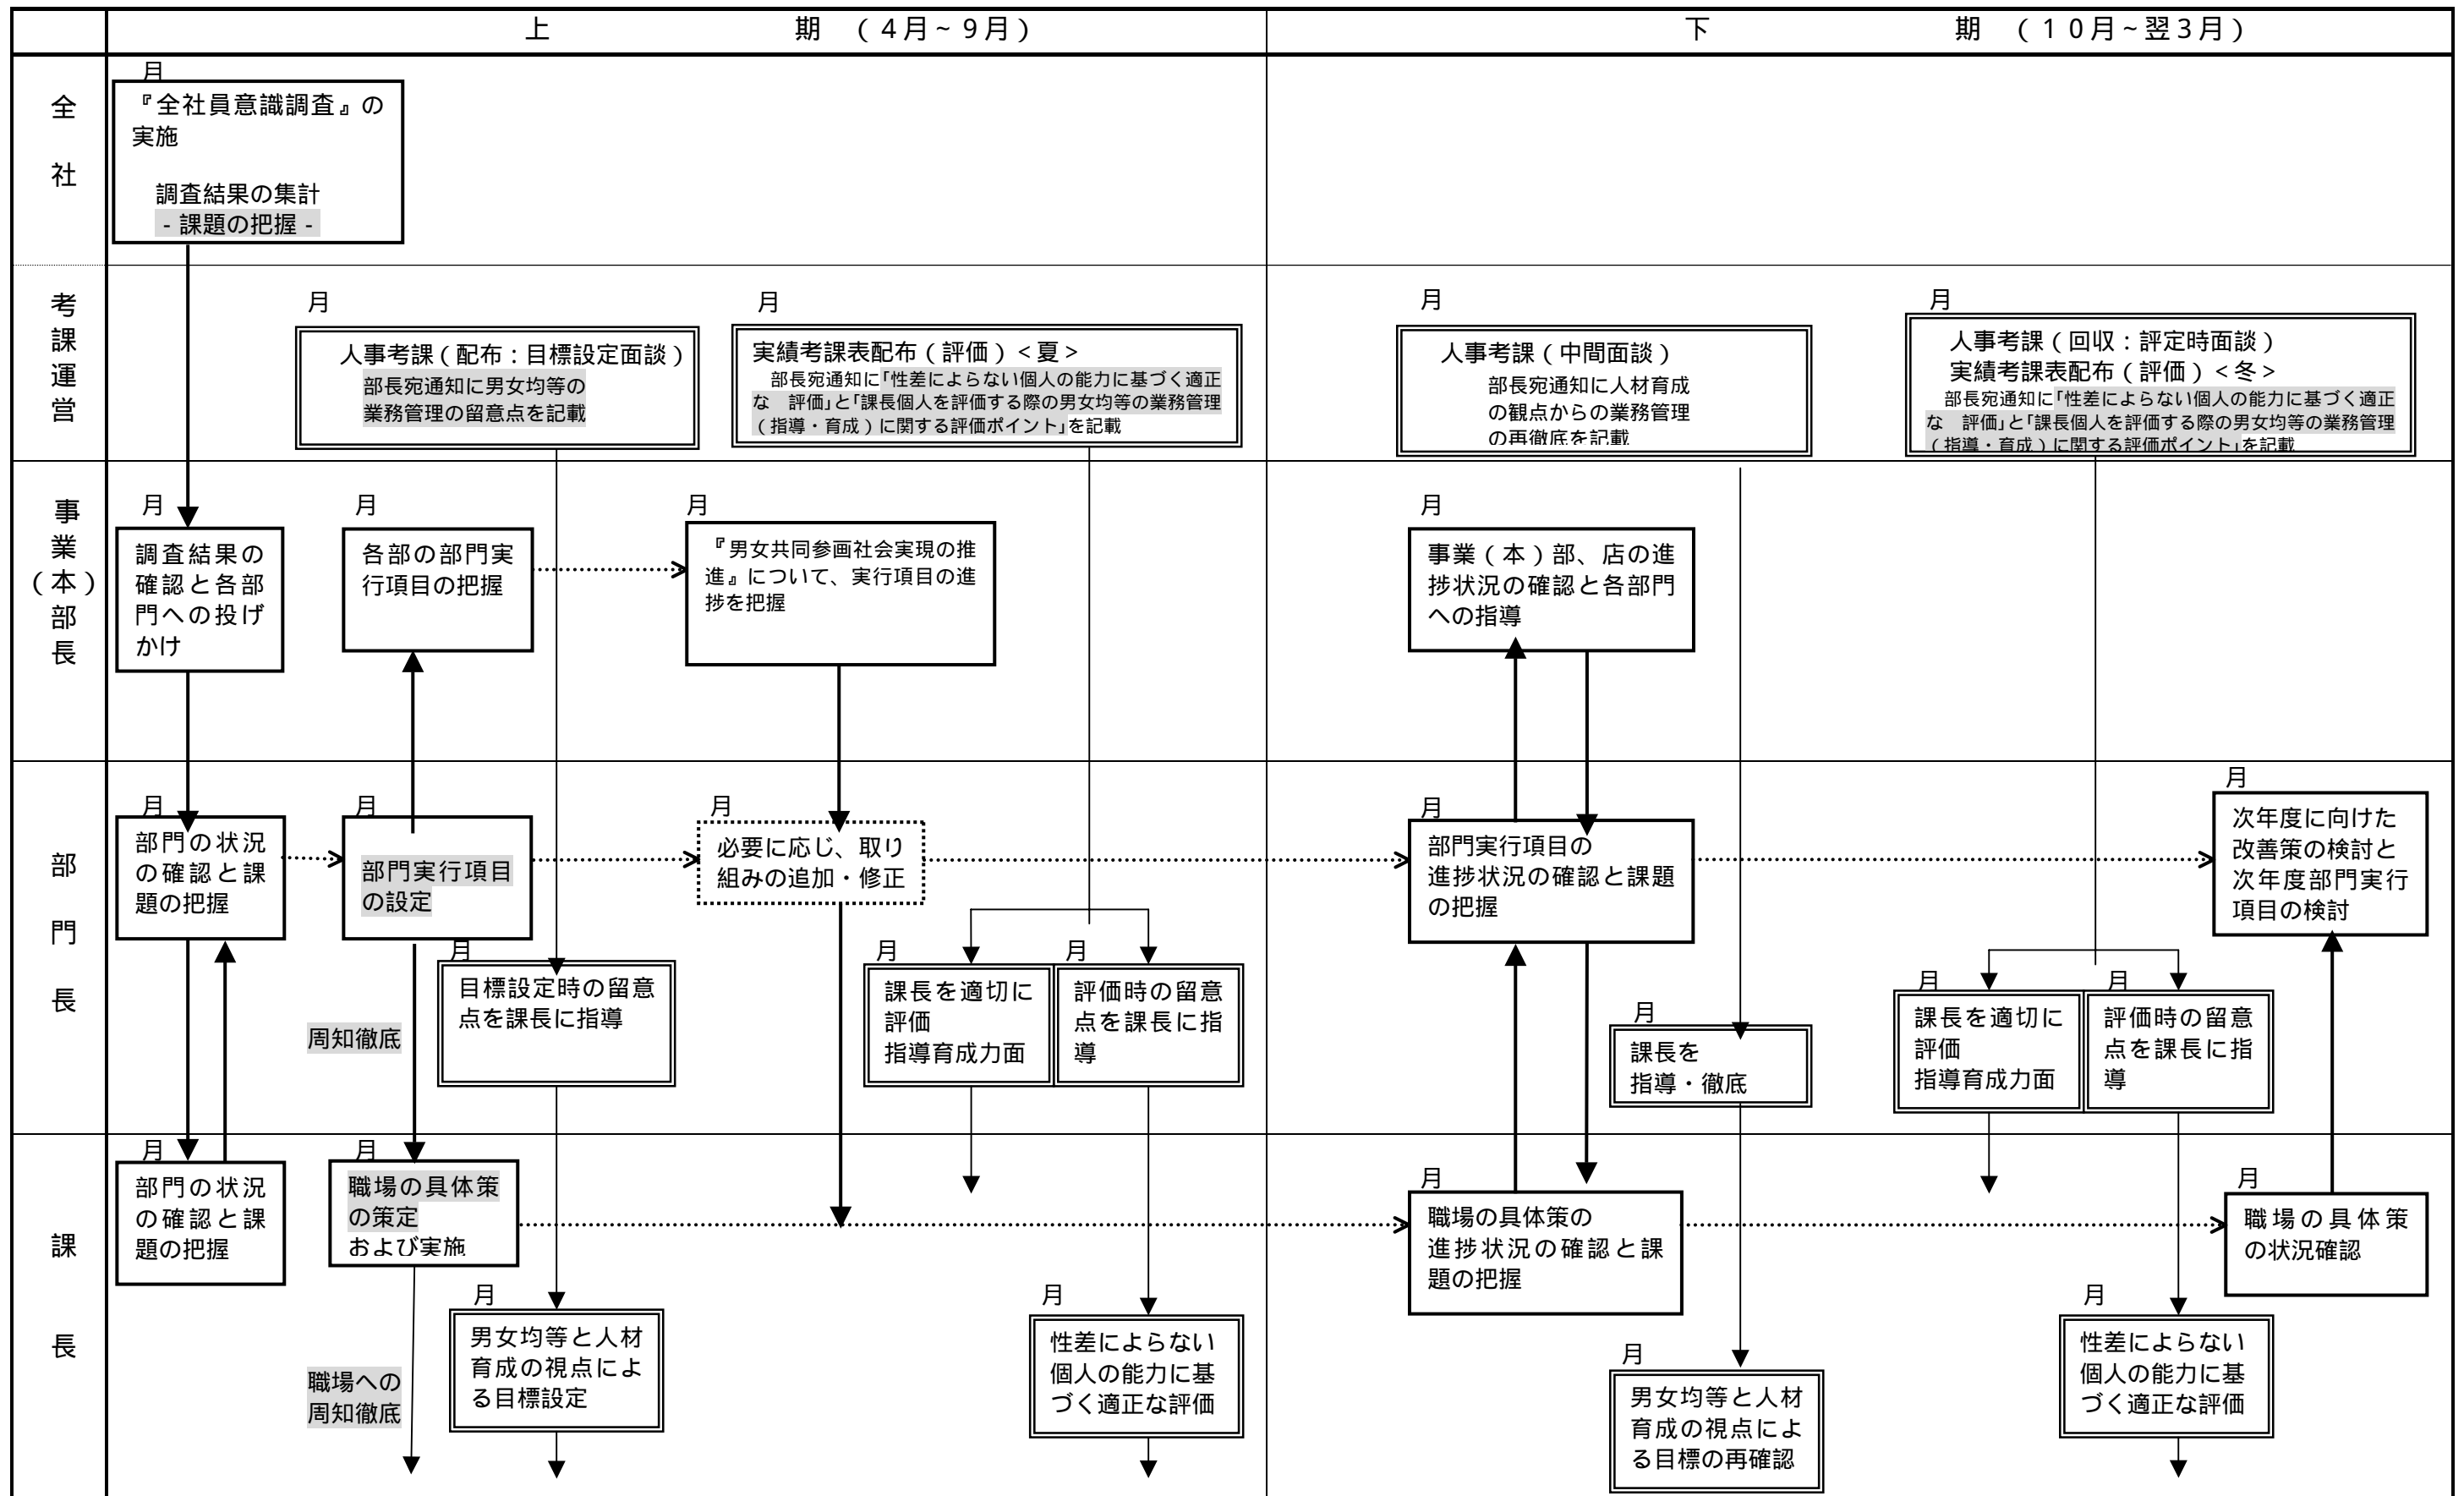 上　期　（４月~９月）
下　期　（１０月~翌３月）
全社
月
『全社員意識調査』の
実施
調査結果の集計
-課題の把握-
考課運営
月
人事考課（配布：目標設定面談）
部長宛通知に男女均等の
業務管理の留意点を記載
月
実績考課表配布（評価）<夏>
部長宛通知に「性差によらない個人の能力に基づく適正
な　評価」と「課長個人を評価する際の男女均等の業務管理
（指導・育成）に関する評価ポイント」を記載
月
人事考課（中間面談）
部長宛通知に人材育成
の観点からの業務管理
の再徹底を記載
月
人事考課（回収：評定時面談）
実績考課表配布（評価）<冬>
部長宛通知に「性差によらない個人の能力に基づく適正
な　評価」と「課長個人を評価する際の男女均等の業務管理
（指導・育成）に関する評価ポイント」を記載
事業（本）部長
月
調査結果の
確認と各部
門への投げ
かけ
月
各部の部門実
行項目の把握
月
『男女共同参画社会実現の推
進』について、実行項目の進
捗を把握
月
事業（本）部、店の進
捗状況の確認と各部門
への指導
部門長
月
部門の状況
の確認と課
題の把握
月
部門実行項目
の設定
周知徹底
月
目標設定時の留意
点を課長に指導
月
必要に応じ、取り
組みの追加・修正
月
課長を適切に
評価
指導育成力面
月
評価時の留意
点を課長に指
導
月
部門実行項目の
進捗状況の確認と課題
の把握
月
課長を
指導・徹底
月
課長を適切に
評価
指導育成力面
月
評価時の留意
点を課長に指
導
月
次年度に向けた
改善策の検討と
次年度部門実行
項目の検討
課長
月
部門の状況
の確認と課
題の把握
月
職場の具体策
の策定
および実施
職場への
周知徹底
月
男女均等と人材
育成の視点によ
る目標設定
月
性差によらない
個人の能力に基
づく適正な評価
月
職場の具体策の
進捗状況の確認と課
題の把握
月
男女均等と人材
育成の視点によ
る目標の再確認
月
性差によらない
個人の能力に基
づく適正な評価
月
職場の具体策
の状況確認